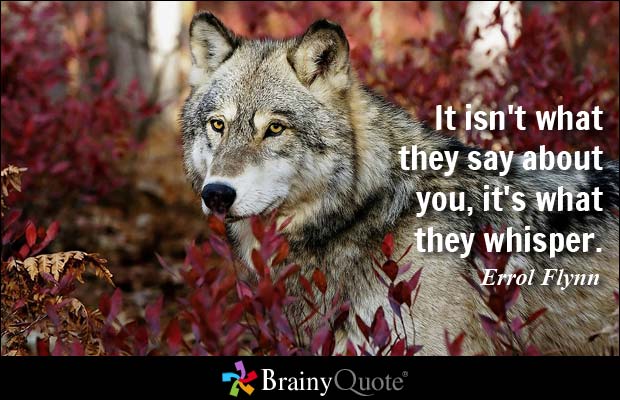 It isn't what
they say about
you, it's what
they whisper.
Errol Flynn
BrainyQuote®